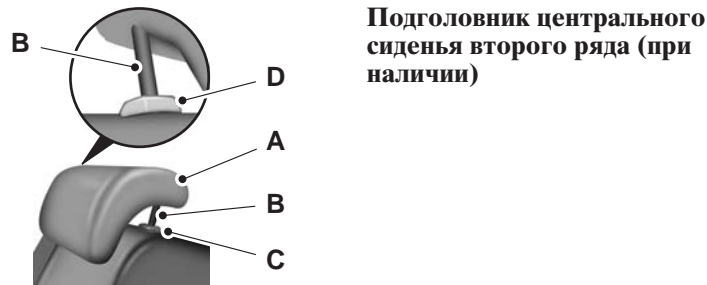 Подголовник центрального
сиденья второго ряда (при
наличии)
B
D
A
B
C